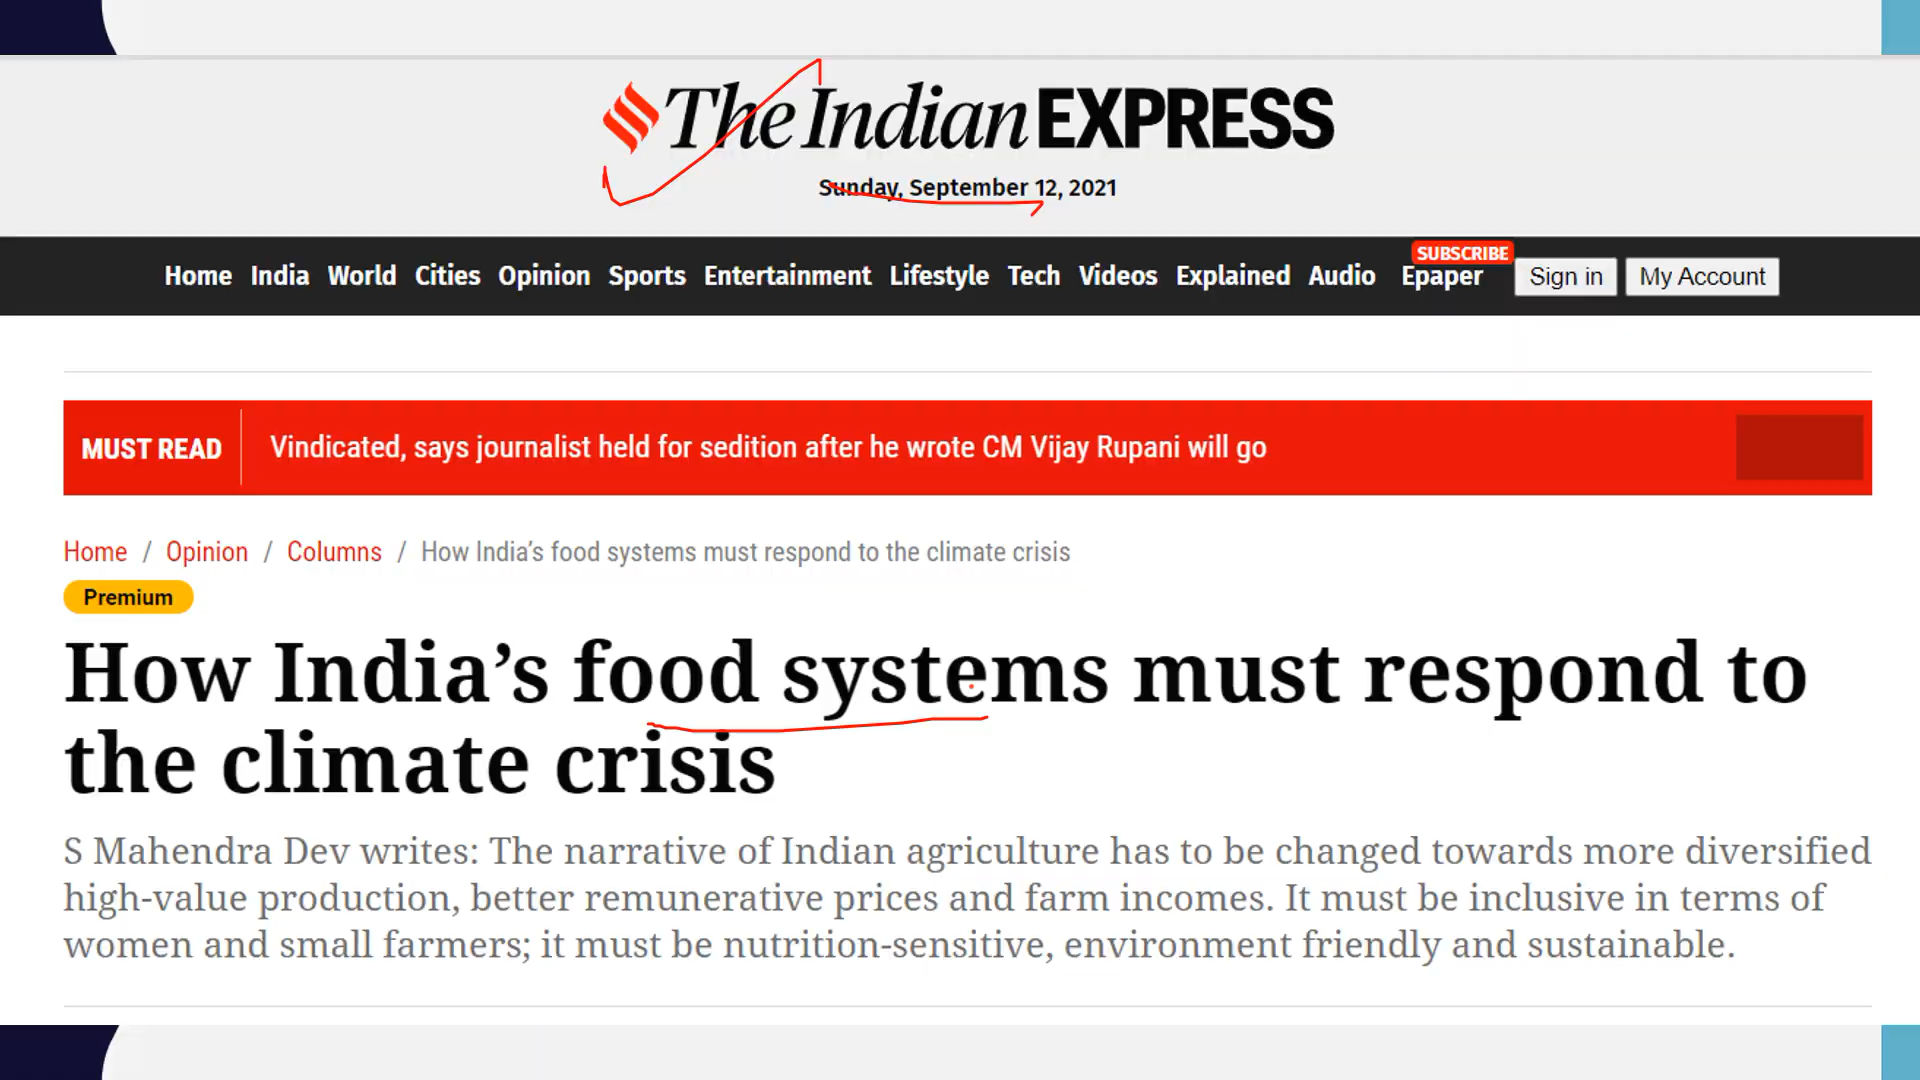 The Indian EXPRESS
Sunday, September 12, 2021
SUBSCRIBE
Home India World Cities Opinion Sports Entertainment Lifestyle Tech Videos Explained Audio Epaper Sign in My Account
MUST READ Vindicated, says journalist held for sedition after he wrote CM Vijay Rupani will go
Home / Opinion / Columns / How India’s food systems must respond to the climate crisis
Premium
How India’s food systems must respond to
the climate crisis
S Mahendra Dev writes: The narrative of Indian agriculture has to be changed towards more diversified
high-value production, better remunerative prices and farm incomes. It must be inclusive in terms of
women and small farmers; it must be nutrition-sensitive, environment friendly and sustainable.